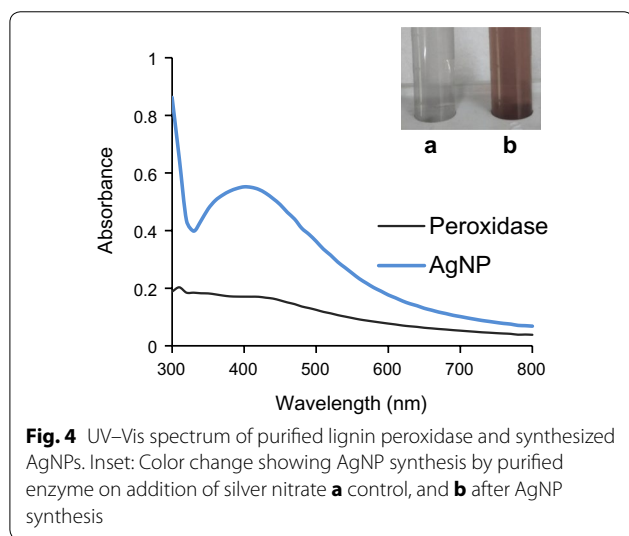 1
0.8
0.6
0.4
0.2
0
Absorbance
300 400 500 600 700 800
Wavelength (nm)
Peroxidase
AgNP
a b
Fig. 4 UV–Vis spectrum of purified lignin peroxidase and synthesized
AgNPs. Inset: Color change showing AgNP synthesis by purified
enzyme on addition of silver nitrate a control, and b after AgNP
synthesis